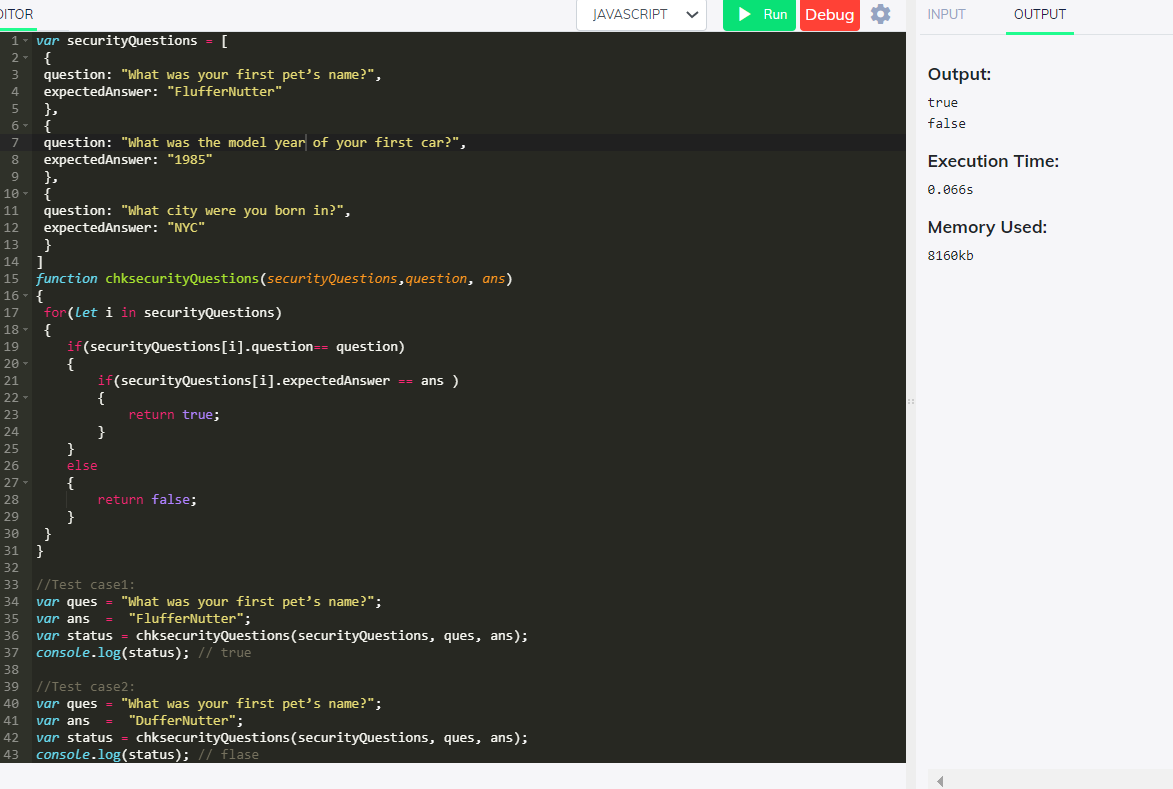 DITOR
JAVASCRIPT
Run
Debug
INPUT
OUTPUT
1 var securityQuestions = [
2 {
3 question: "What was your first pet’s name?",
4 expectedAnswer: "FlufferNutter"
5 },
6 {
7 question: "What was the model year of your first car?",
8 expectedAnswer: "1985"
9 },
10 {
11 question: "What city were you born in?",
12 expectedAnswer: "NYC"
13 }
14 ]
15 function chksecurityQuestions(securityQuestions,question, ans)
16 {
17 for(let i in securityQuestions)
18 {
19 if(securityQuestions[i].question== question)
20 {
21 if(securityQuestions[i].expectedAnswer == ans )
22 {
23 return true;
24 }
25 }
26 else
27 {
28 return false;
29 }
30 }
31 }
32
33 //Test case1:
34 var ques = "What was your first pet’s name?";
35 var ans = "FlufferNutter";
36 var status = chksecurityQuestions(securityQuestions, ques, ans);
37 console.log(status); // true
38
39 //Test case2:
40 var ques = "What was your first pet’s name?";
41 var ans = "DufferNutter";
42 var status = chksecurityQuestions(securityQuestions, ques, ans);
43 console.log(status); // flase
Output:
true
false
Execution Time:
0.066s
Memory Used:
8160kb